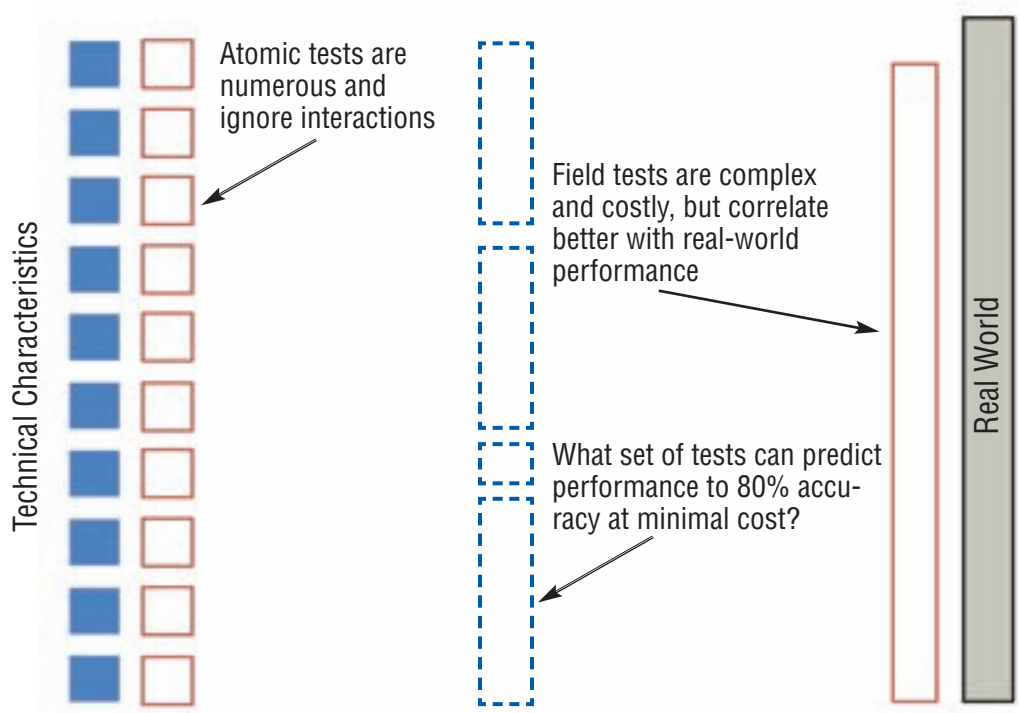 Technical Characteristics
Atomic tests are
numerous and
ignore interactions
Field tests are complex
and costly, but correlate
better with real-world
performance
What set of tests can predict
performance to 80% accu-
racy at minimal cost?
Real World